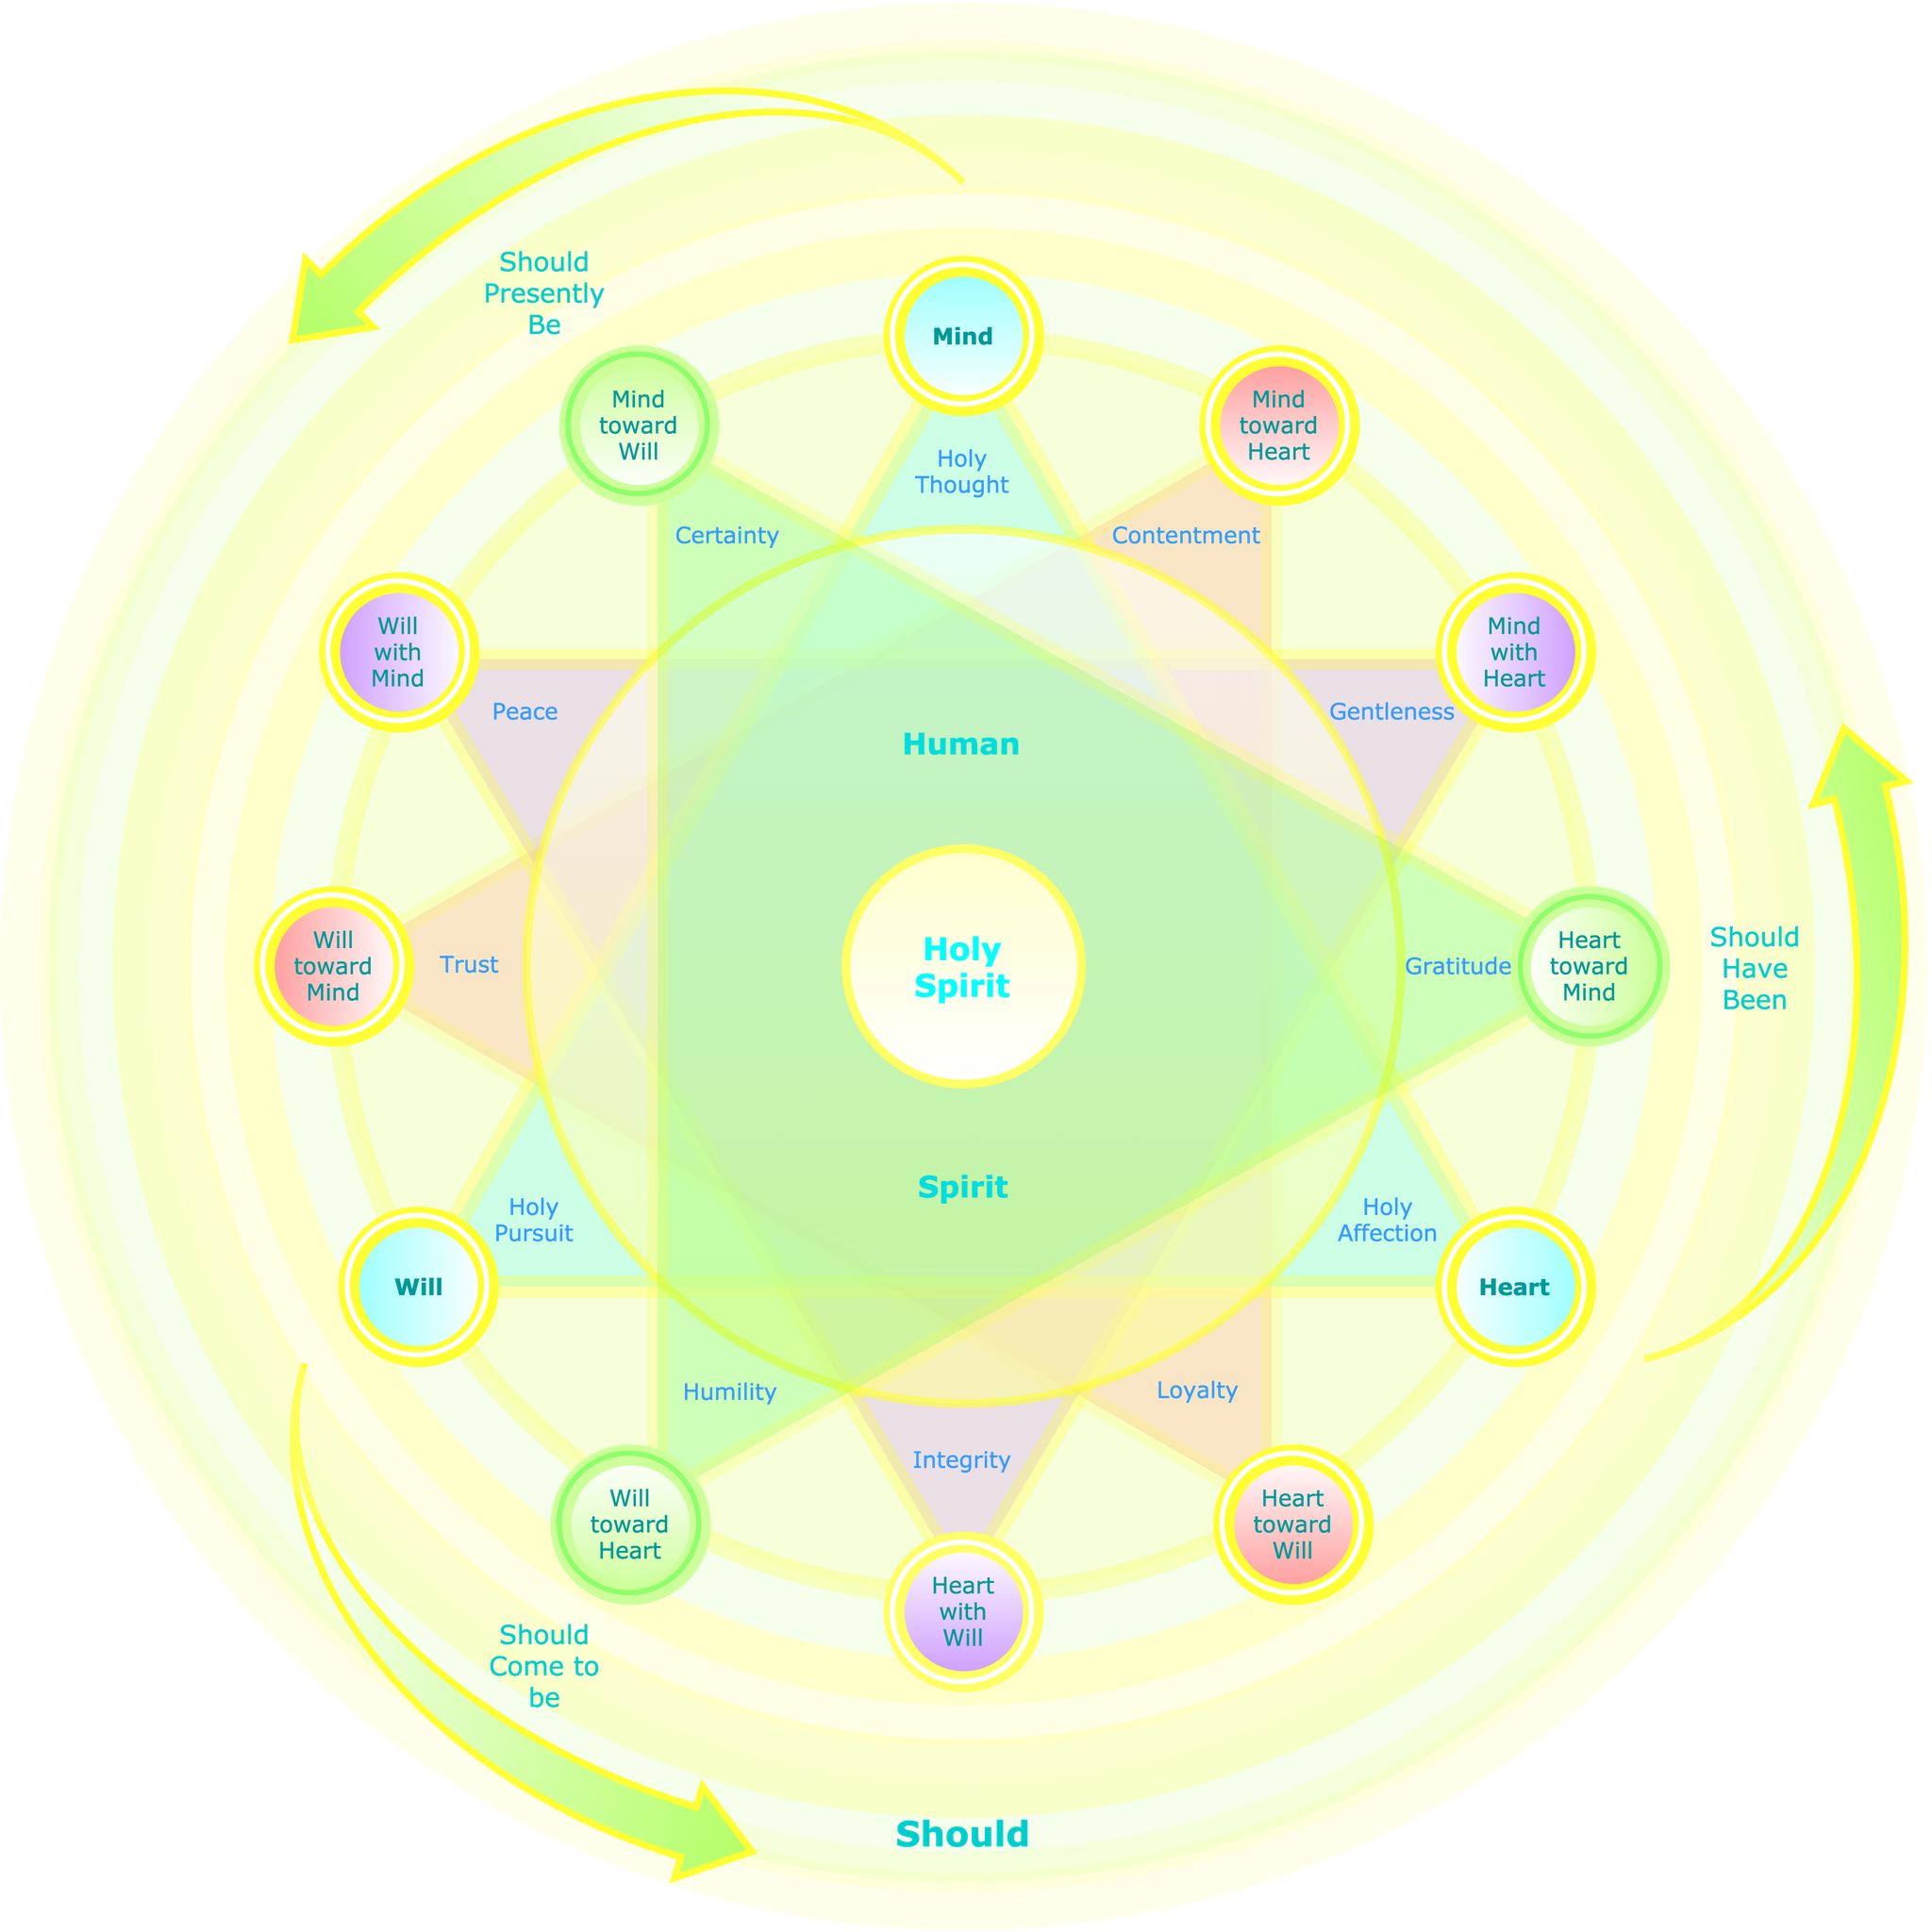 Should
Presently
Be
Mind
Mind
toward
Will
Mind
toward
Heart
Holy
Thought
Certainty
Contentment
Will
with
Mind
Mind
with
Heart
Peace
Gentleness
Human
Will
toward
Mind
Trust
Holy
Spirit
Gratitude
Heart
toward
Mind
Should
Have
Been
Spirit
Holy
Pursuit
Holy
Affection
Will
Heart
Humility
Loyalty
Integrity
Will
toward
Heart
Heart
toward
Will
Heart
with
Will
Should
Come to
be
Should